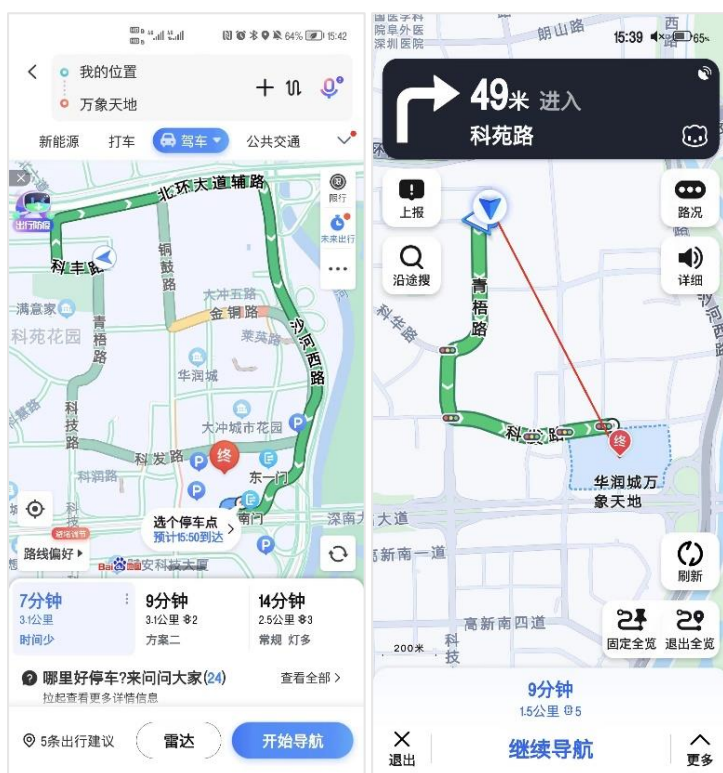 64% 15:42
我的位置
万象天地
新能源 打车 驾车 公共交通
北环大道辅路
限行
出行防疫
未来出行
科丰路
铜鼓路
大冲五路
金铜路
满意家
科苑花园
青梧路
莱英路
沙河西路
华润城
大冲城市花园
科技路
科发路
终
东一门
科润路
南门
选个停车点
预计15:50到达
路线偏好
深南
7分钟
3.1公里
时间少
9分钟
3.1公里 2
方案二
14分钟
2.5公里 3
常规 灯多
哪里好停车?来问问大家(24) 查看全部
拉起查看更多详情信息
5条出行建议 雷达 开始导航
国医学科
院阜外医
深圳医院
朗山路
15:39 65%
49米 进入
科苑路
上报
路况
沿途搜
详细
青梧路
科发路
终
华润城万
象天地
大道
高新南一道
刷新
高新南四道
200米
科技
固定全览 退出全览
9分钟
1.5公里 5
退出 继续导航 更多